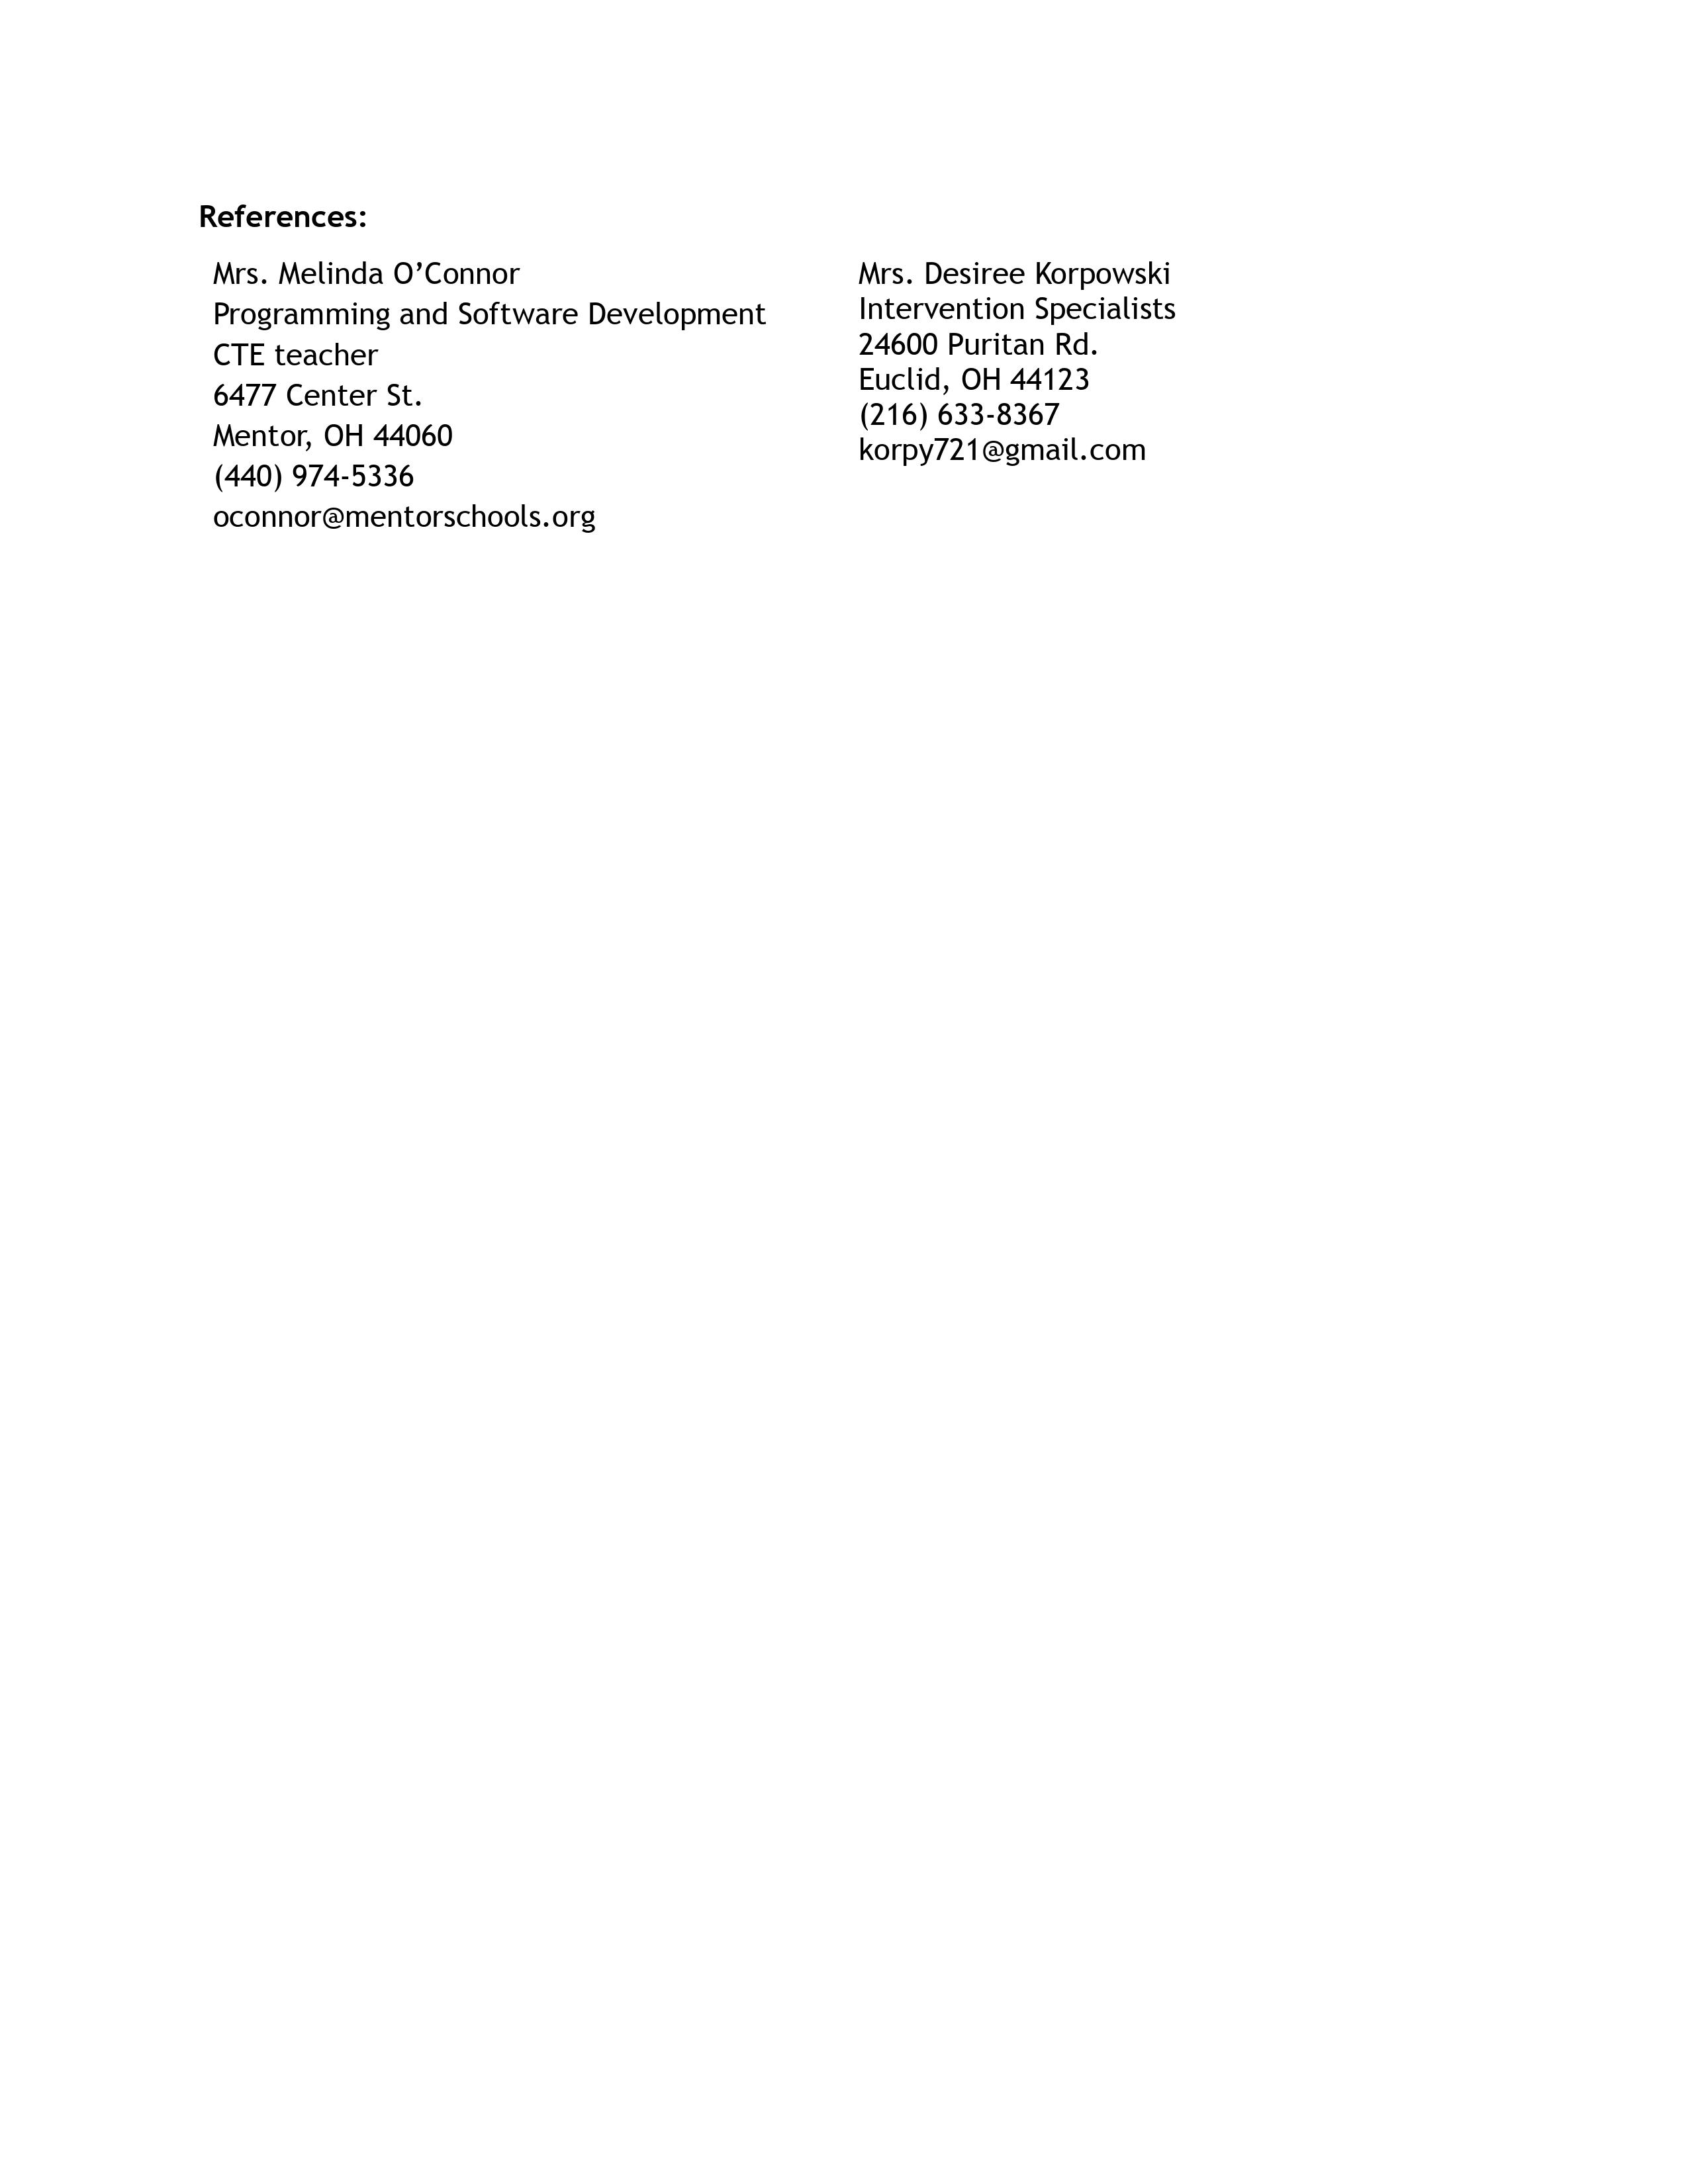 References:
Mrs. Melinda O’Connor
Programming and Software Development
CTE teacher
6477 Center St.
Mentor, OH 44060
(440) 974-5336
oconnor@mentorschools.org
Mrs. Desiree Korpowski
Intervention Specialists
24600 Puritan Rd.
Euclid, OH 44123
(216) 633-8367
korpy721@gmail.com